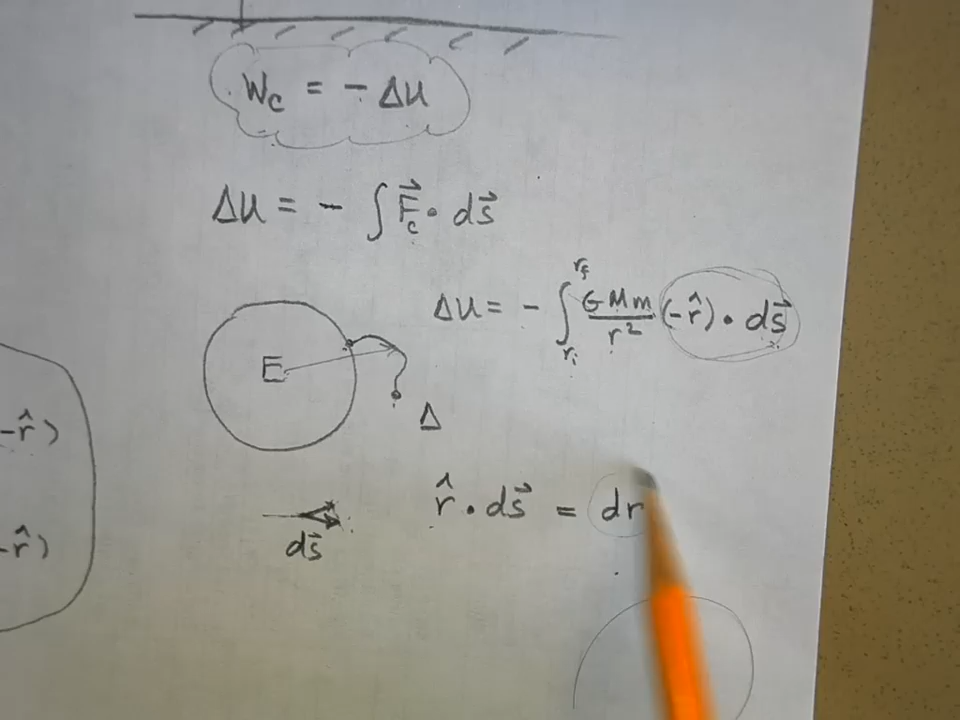 W_c = - ΔU
ΔU = - ∫ F⃗_c · ds⃗
ΔU = - ∫_{r_i}^{r_f} GMm/r² (-r̂) · ds⃗
E
Δ
-r̂)
r̂ · ds⃗ = dr
ds⃗
-r̂)